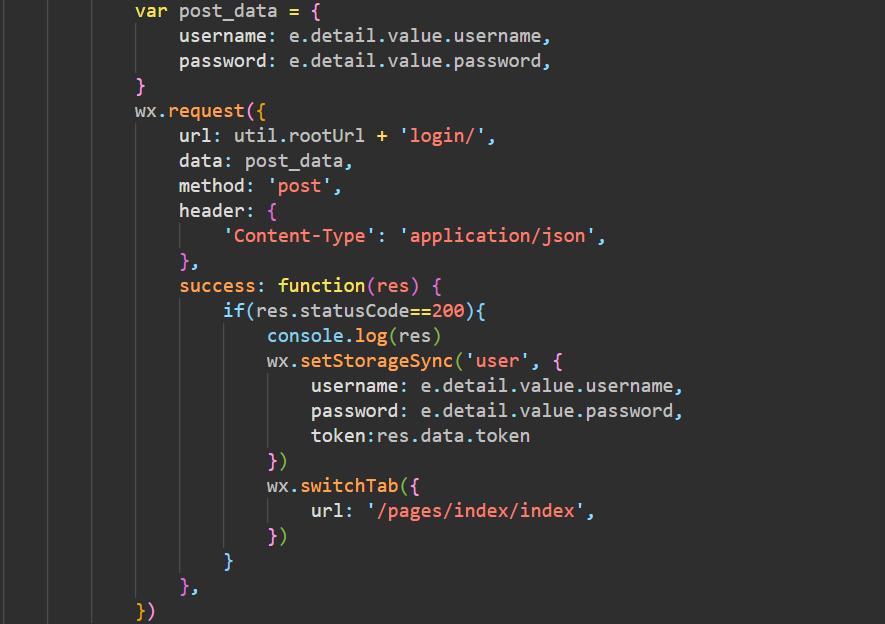 var post_data = {
username: e.detail.value.username,
password: e.detail.value.password,
}
wx.request({
url: util.rootUrl + 'login/',
data: post_data,
method: 'post',
header: {
'Content-Type': 'application/json',
},
success: function(res) {
if(res.statusCode==200){
console.log(res)
wx.setStorageSync('user', {
username: e.detail.value.username,
password: e.detail.value.password,
token:res.data.token
})
wx.switchTab({
url: '/pages/index/index',
})
}
},
})